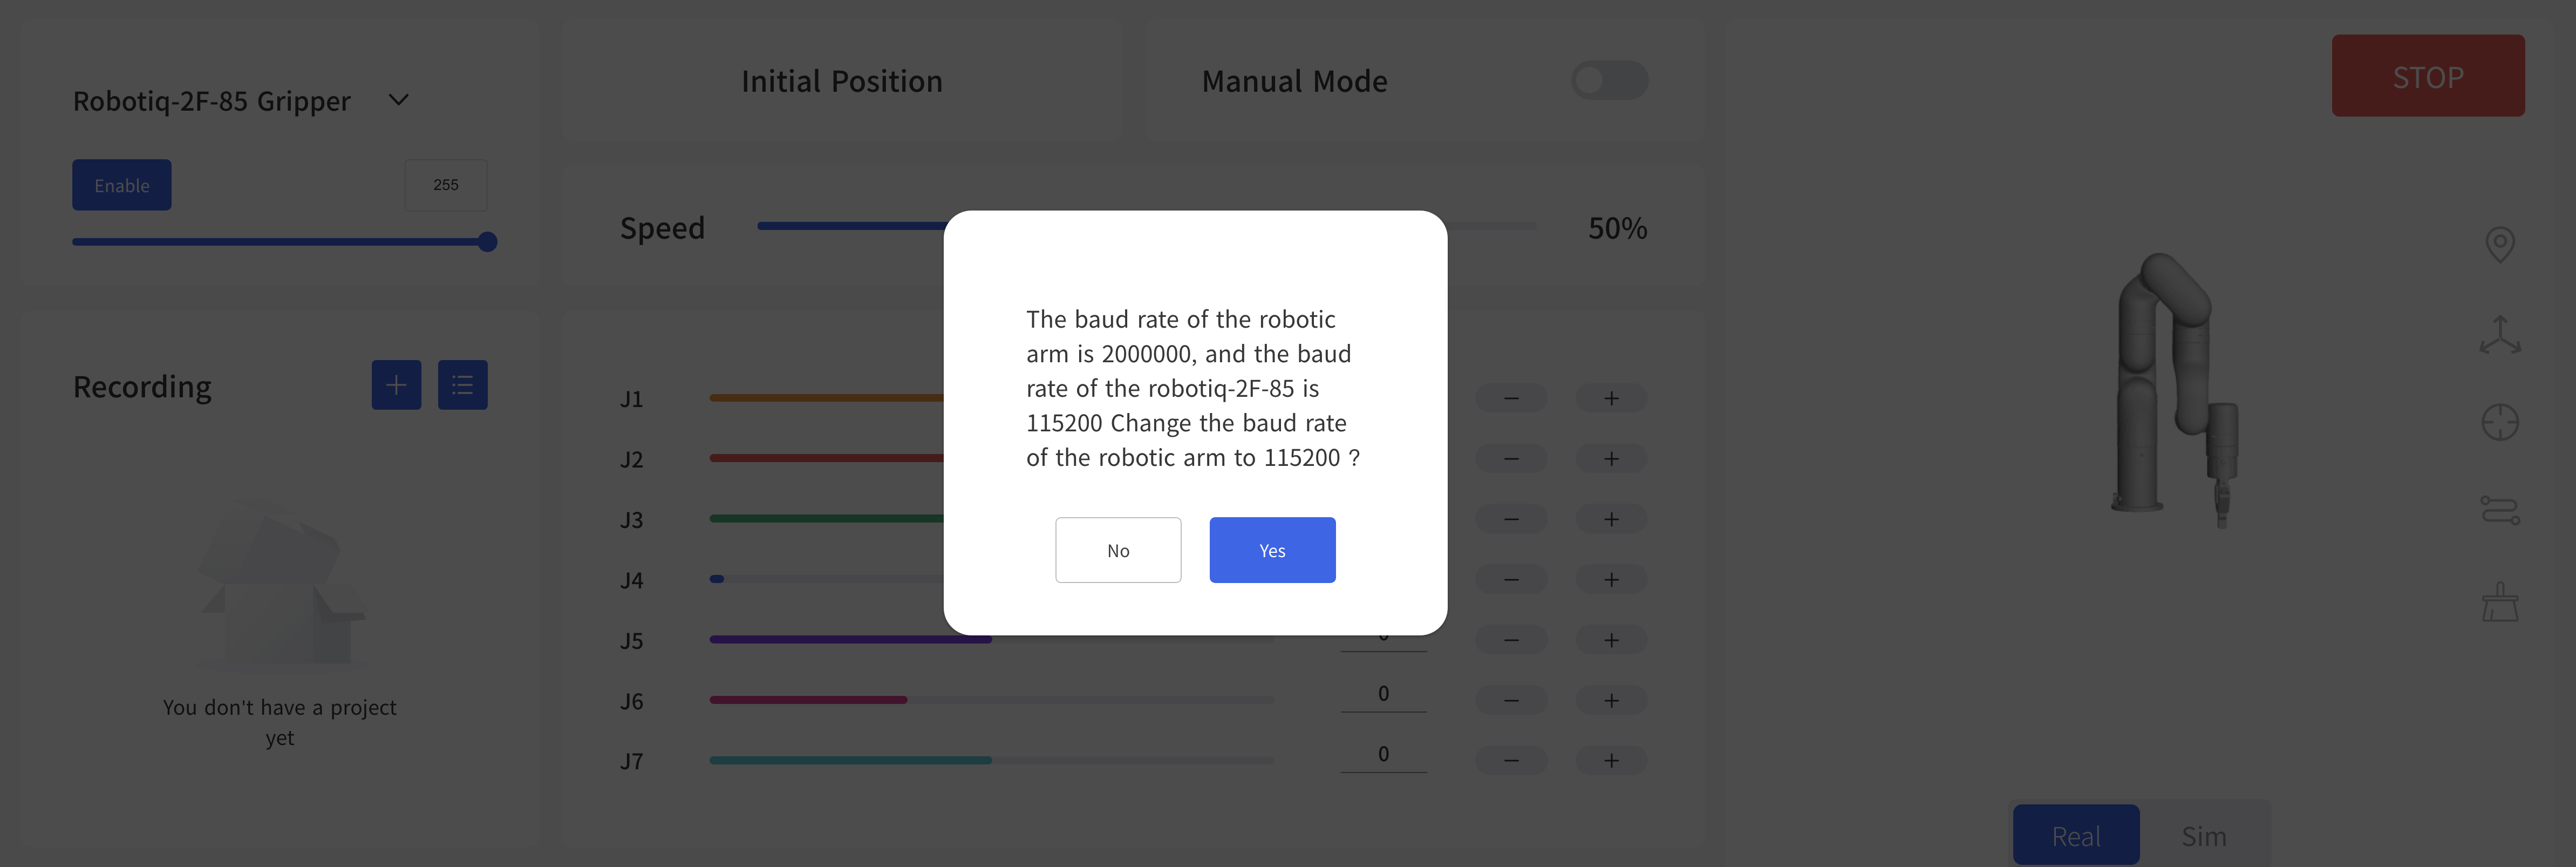 Robotiq-2F-85 Gripper
Enable
255
Initial Position
Manual Mode
STOP
Speed
50%
Recording
You don't have a project
yet
J1
J2
J3
J4
J5
J6
0
J7
0
The baud rate of the robotic
arm is 2000000, and the baud
rate of the robotiq-2F-85 is
115200 Change the baud rate
of the robotic arm to 115200 ?
No
Yes
Real
Sim